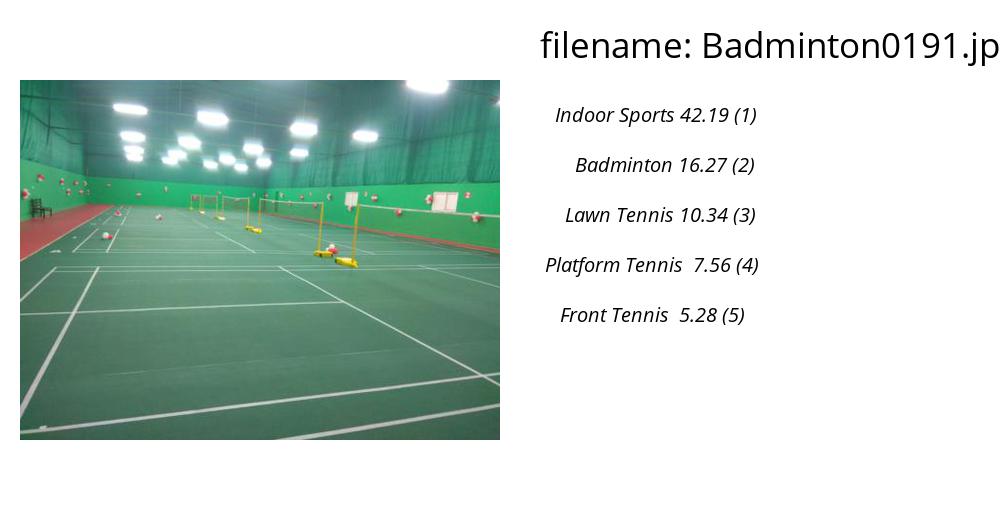 filename: Badminton0191.jp
Indoor Sports 42.19 (1)
Badminton 16.27 (2)
Lawn Tennis 10.34 (3)
Platform Tennis 7.56 (4)
Front Tennis 5.28 (5)